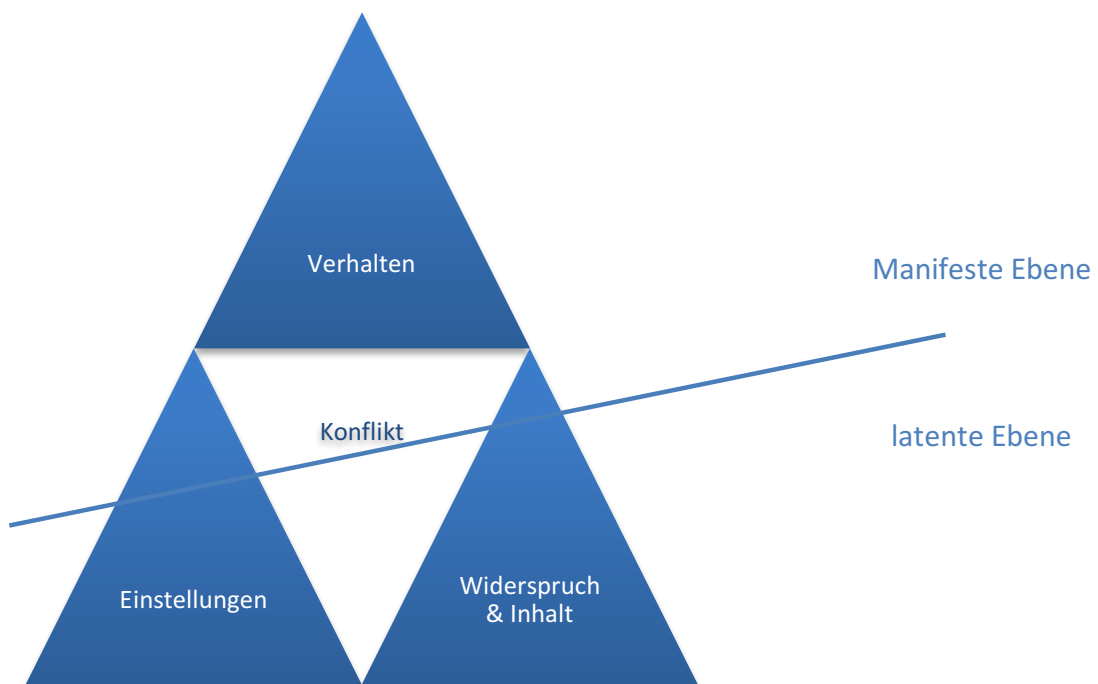 Verhalten
Manifeste Ebene
Konflikt
latente Ebene
Einstellungen
Widerspruch
& Inhalt